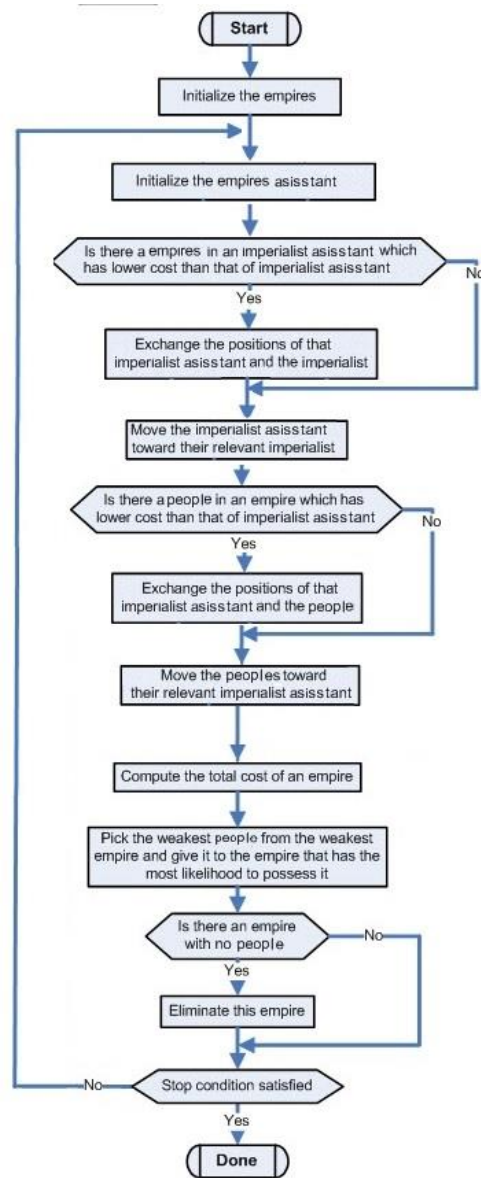 Start
Initialize the empires
Initialize the empires asisstant
Is there a empires in an imperialist asisstant which
has lower cost than that of imperialist asisstant
No
Yes
Exchange the positions of that
imperialist asisstant and the imperialist
Move the imperialist asisstant
toward their relevant imperialist
Is there a people in an empire which has
lower cost than that of imperialist asisstant
No
Yes
Exchange the positions of that
imperialist asisstant and the people
Move the peoples toward
their relevant imperialist asisstant
Compute the total cost of an empire
Pick the weakest people from the weakest
empire and give it to the empire that has the
most likelihood to possess it
Is there an empire
with no people
No
Yes
Eliminate this empire
No
Stop condition satisfied
Yes
Done